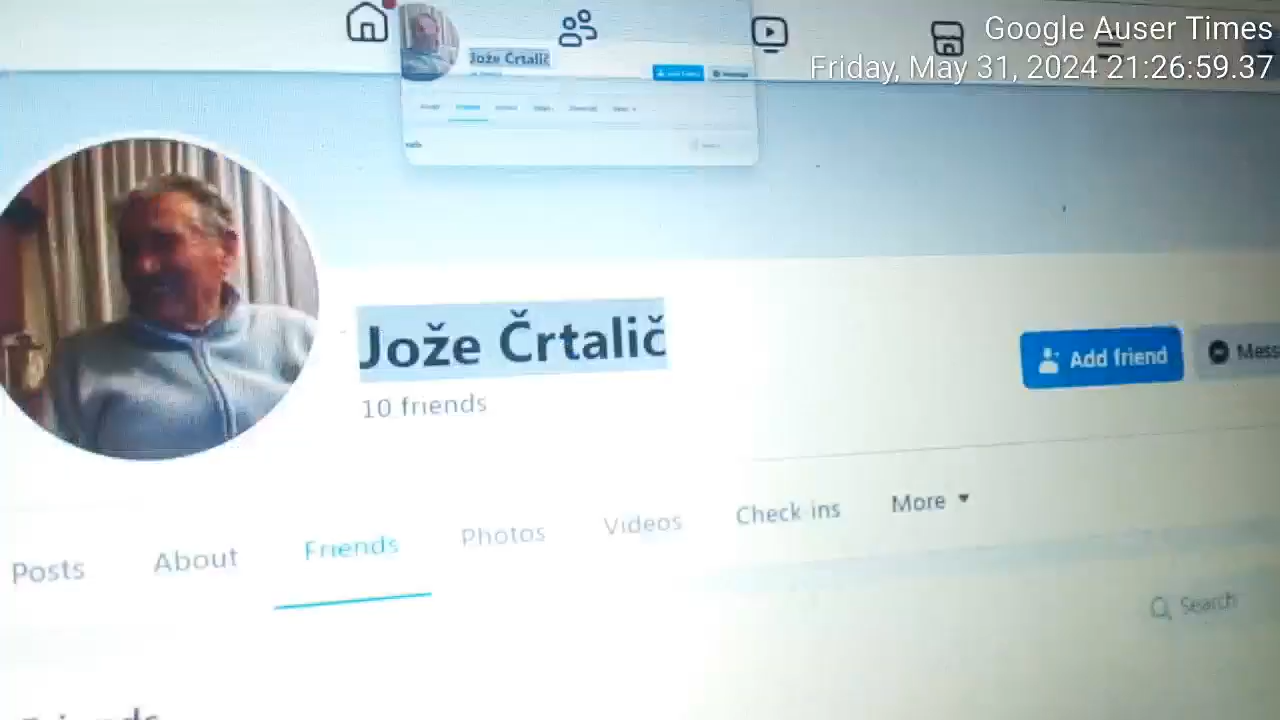 Google Auser Times
Friday, May 31, 2024 21:26:59.37
Jože Črtalič
Jože Črtalič
10 friends
Add friend
Posts About Friends Photos Videos Check-ins More
Search